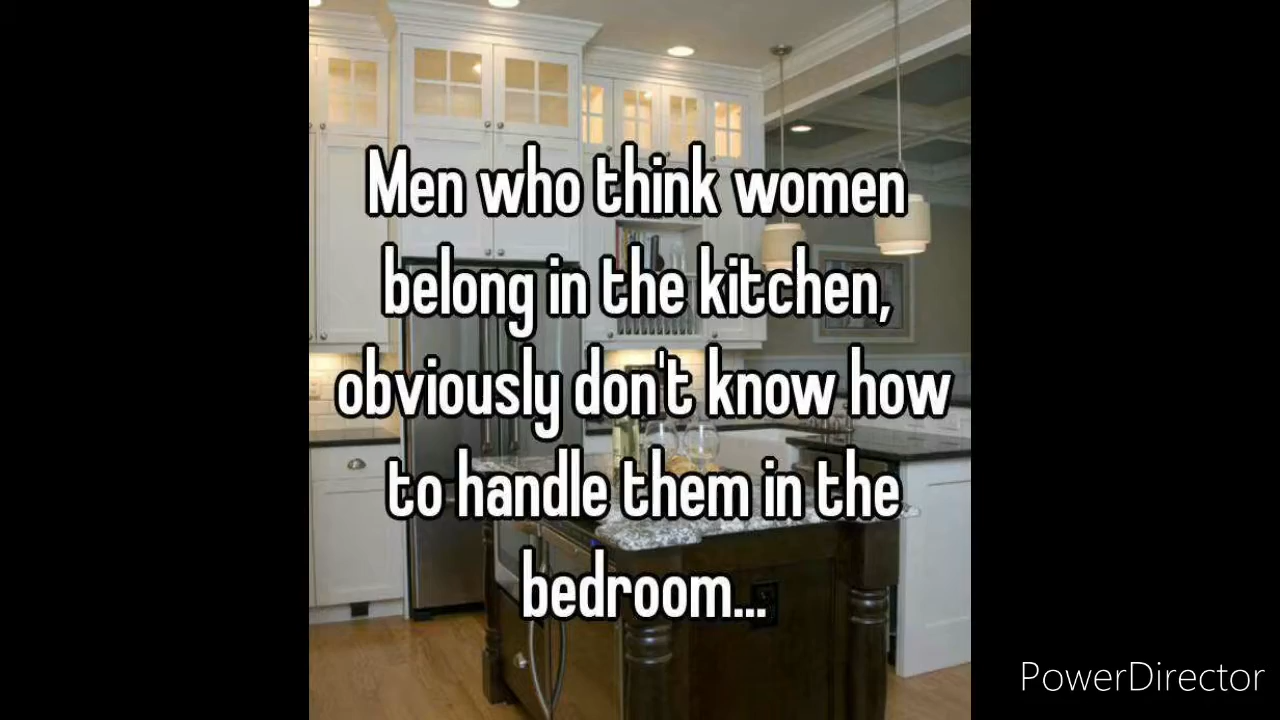 Men who think women
belong in the kitchen,
obviously don't know how
to handle them in the
bedroom...
PowerDirector